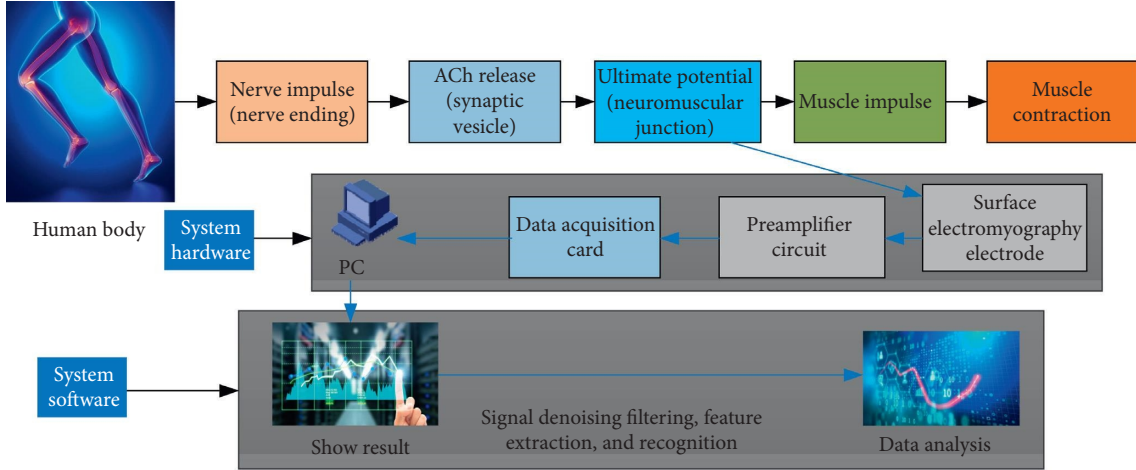 Nerve impulse
(nerve ending)
ACh release
(synaptic
vesicle)
Ultimate potential
(neuromuscular
junction)
Muscle impulse
Muscle
contraction
Human body
System
hardware
PC
Data acquisition
card
Preamplifier
circuit
Surface
electromyography
electrode
System
software
Show result
Signal denoising filtering, feature
extraction, and recognition
Data analysis